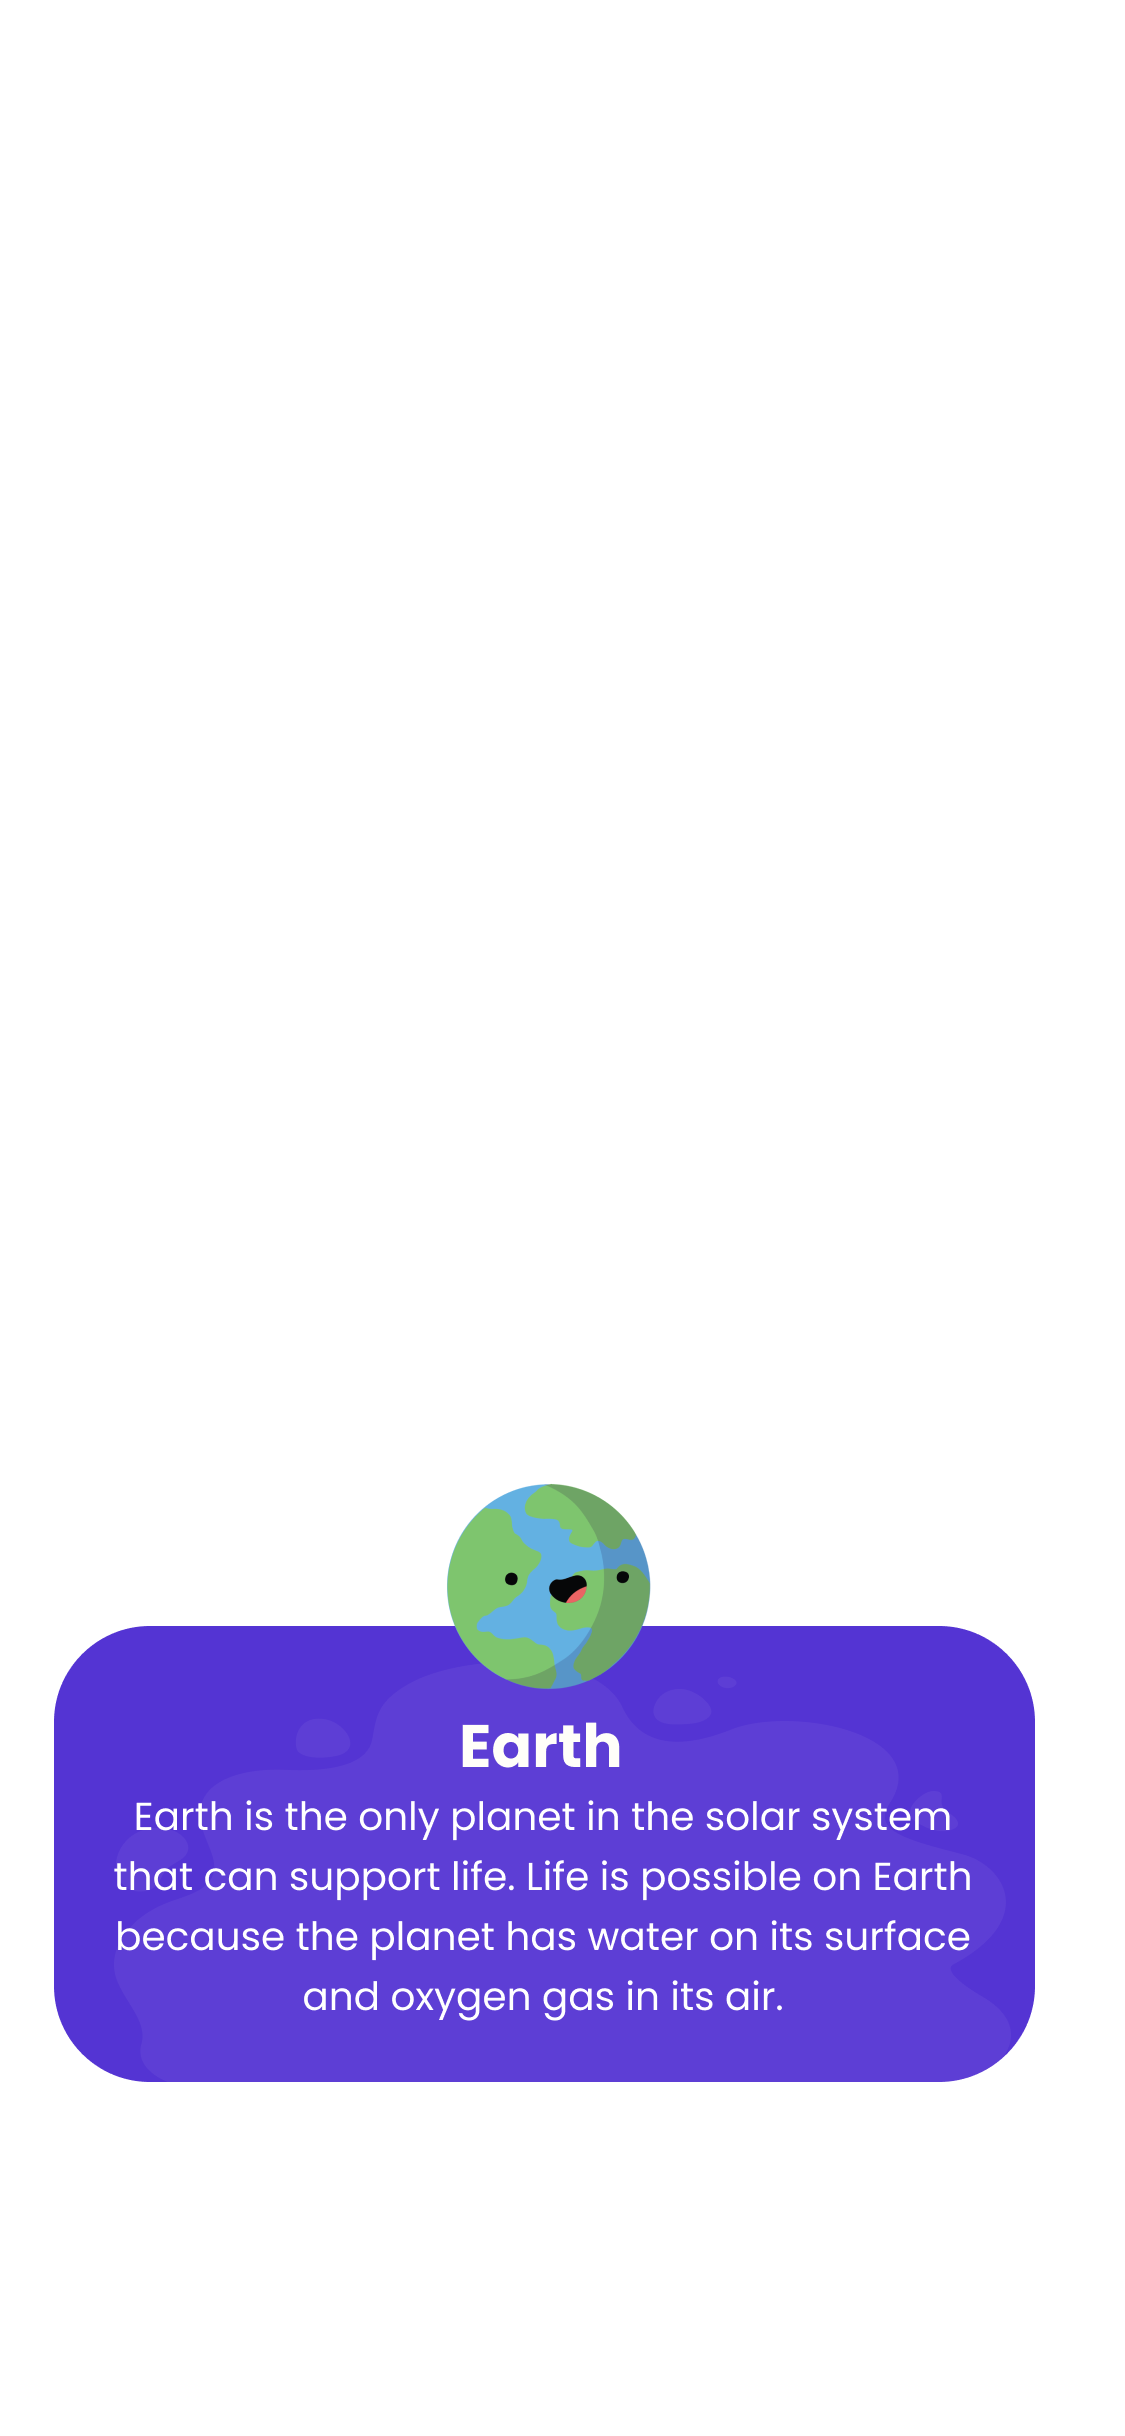 Earth
Earth is the only planet in the solar system
that can support life. Life is possible on Earth
because the planet has water on its surface
and oxygen gas in its air.